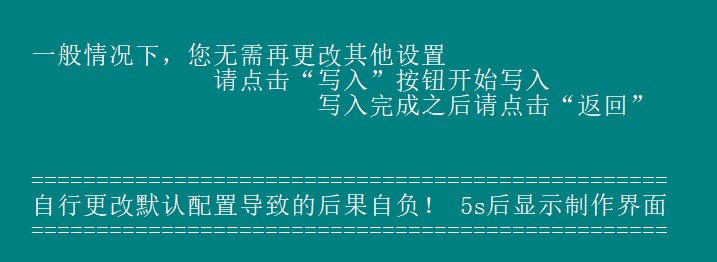 一般情况下，您无需再更改其他设置
请点击“写入”按钮开始写入
写入完成之后请点击“返回”
=================================================
自行更改默认配置导致的后果自负！ 5s后显示制作界面
=================================================